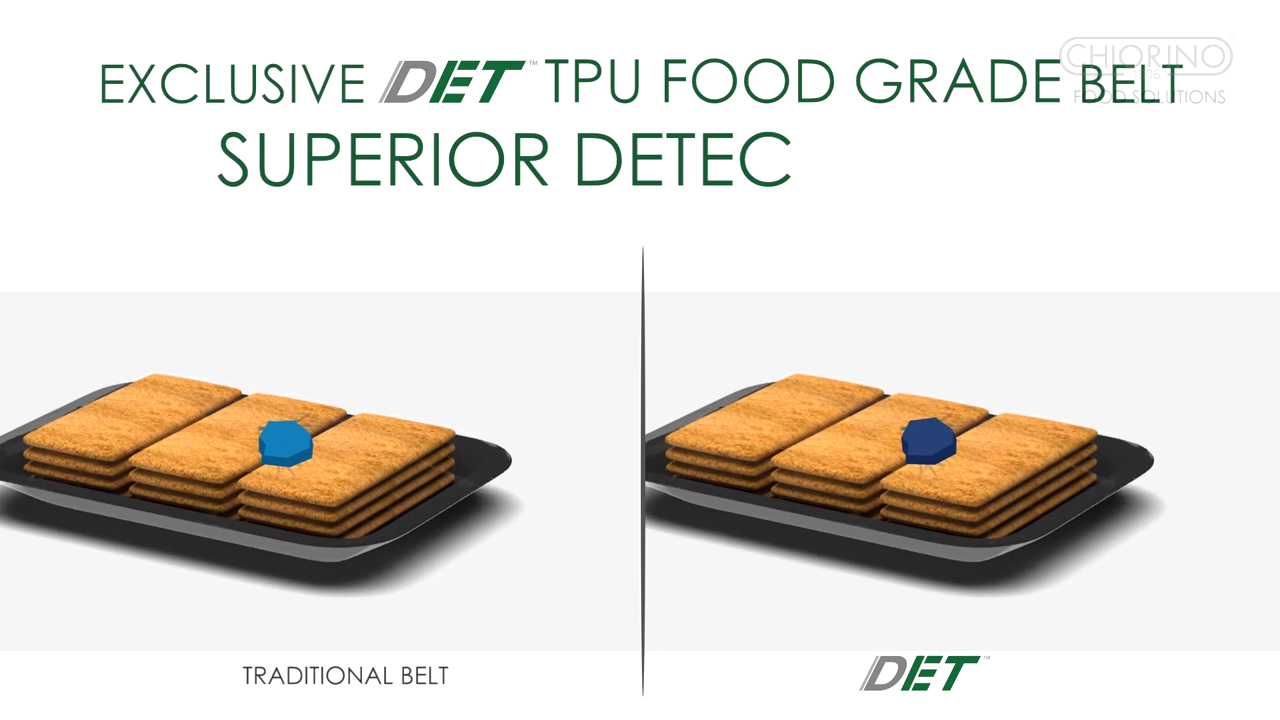 CHIORINO
EXCLUSIVE DET™ TPU FOOD GRADE BELT
FOOD SOLUTIONS
SUPERIOR DETEC
TRADITIONAL BELT
DET™